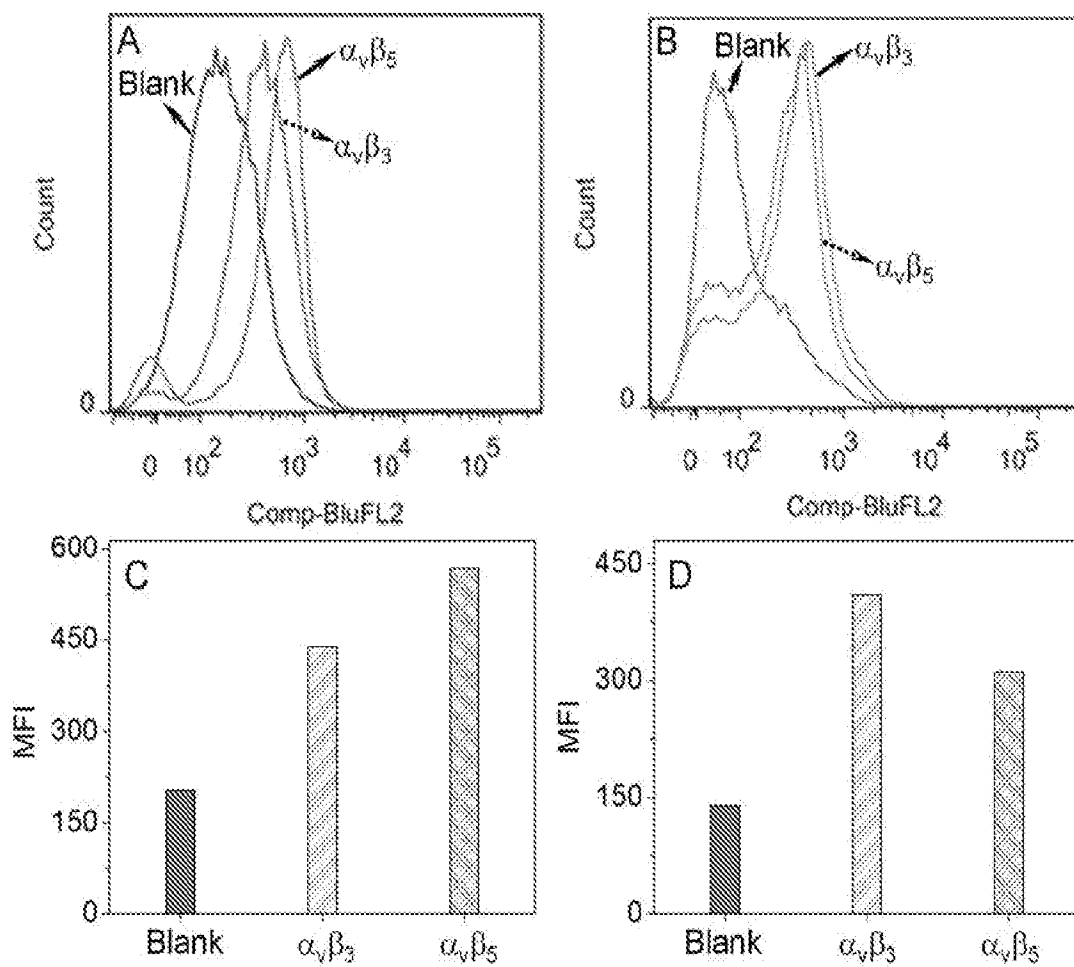 A
Blank
αvβ5
αvβ3
Count
0
0 10² 10³ 10⁴ 10⁵
Comp-BluFL2
B
Blank
αvβ3
αvβ5
Count
0
0 10² 10³ 10⁴ 10⁵
Comp-BluFL2
C
MFI
600
450
300
150
0
Blank αvβ3 αvβ5
D
MFI
450
300
150
0
Blank αvβ3 αvβ5